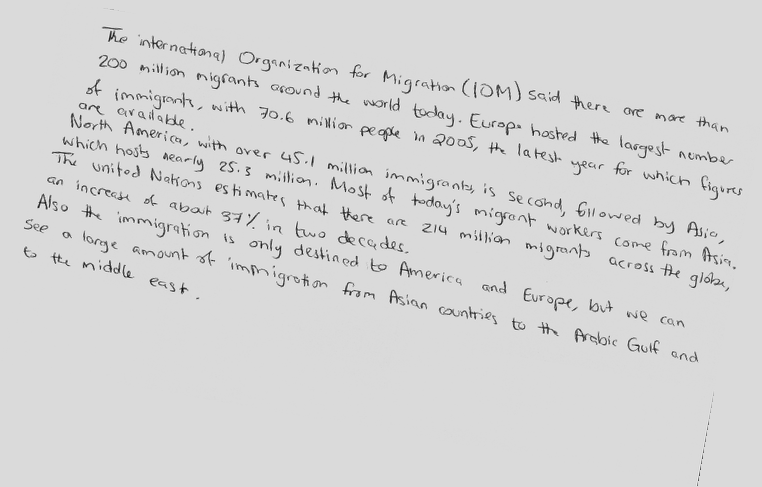 The international Organization for Migration (IOM) said there are more than
200 million migrants around the world today. Europe hosted the largest number
of immigrants, with 70.6 million people in 2005, the latest year for which figures
are available.
North America, with over 45.1 million immigrants, is second, followed by Asia,
which hosts nearly 25.3 million. Most of today's migrant workers come from Asia.
The united Nations estimates that there are 214 million migrants across the globe,
an increase of about 37% in two decades.
Also the immigration is only destined to America and Europe, but we can
see a large amount of immigration from Asian countries to the Arabic Gulf and
to the middle east.